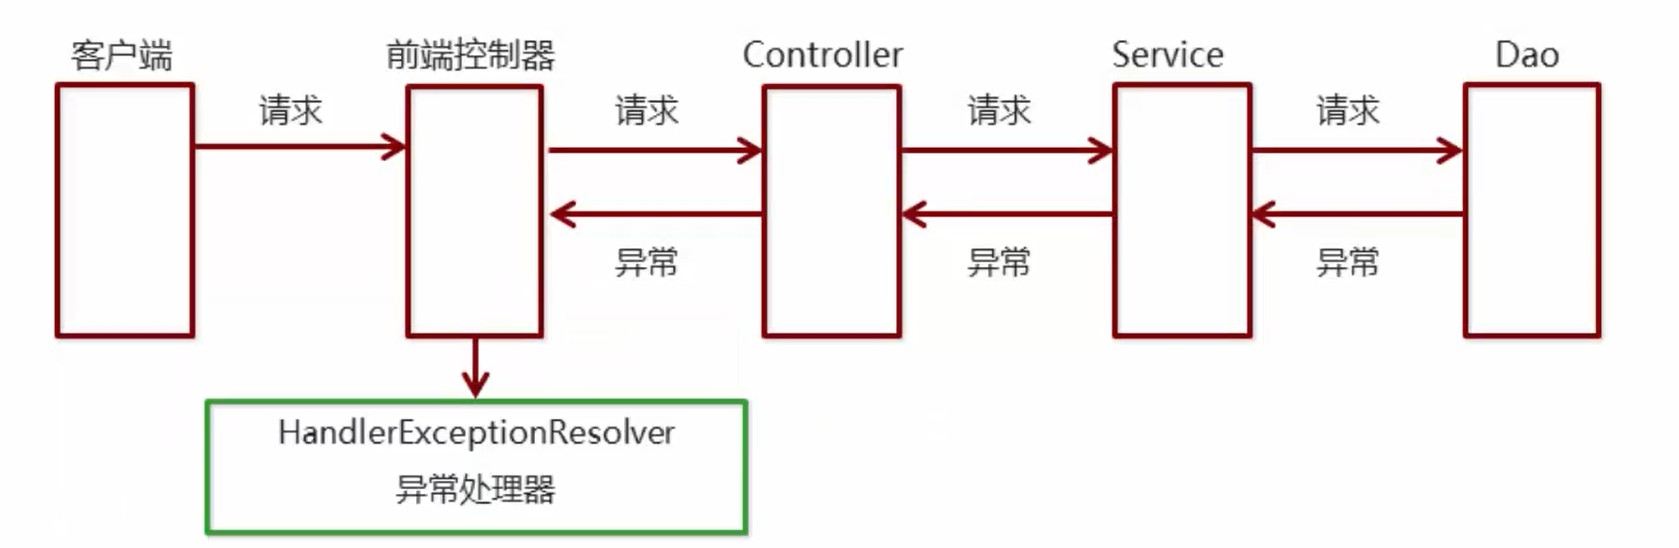 客户端
前端控制器
Controller
Service
Dao
请求
请求
请求
请求
异常
异常
异常
HandlerExceptionResolver
异常处理器